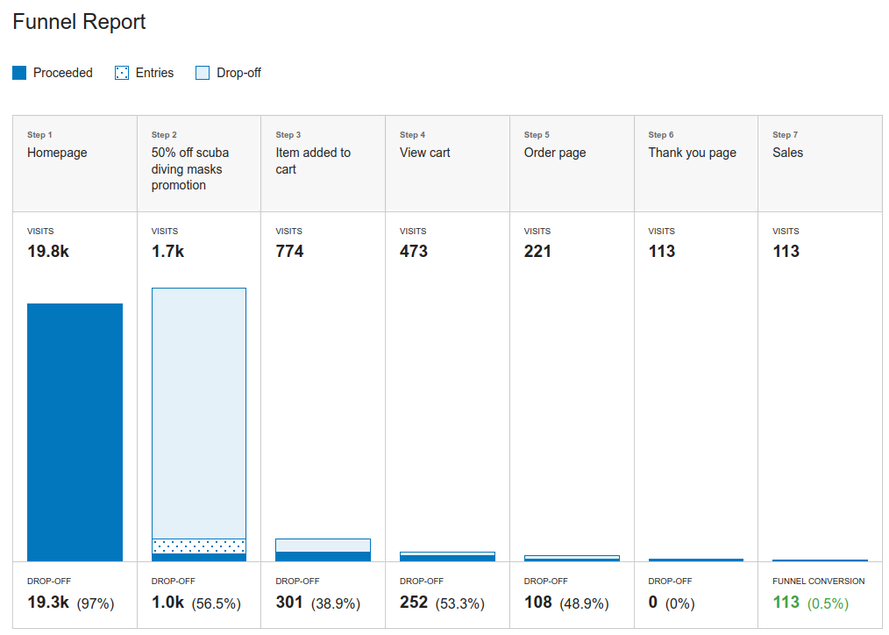 Funnel Report
Proceeded Entries Drop-off
Step 1 Step 2 Step 3 Step 4 Step 5 Step 6 Step 7
Homepage 50% off scuba Item added to View cart Order page Thank you page Sales
diving masks cart
promotion
VISITS VISITS VISITS VISITS VISITS VISITS VISITS
19.8k 1.7k 774 473 221 113 113
DROP-OFF DROP-OFF DROP-OFF DROP-OFF DROP-OFF DROP-OFF FUNNEL CONVERSION
19.3k (97%) 1.0k (56.5%) 301 (38.9%) 252 (53.3%) 108 (48.9%) 0 (0%) 113 (0.5%)